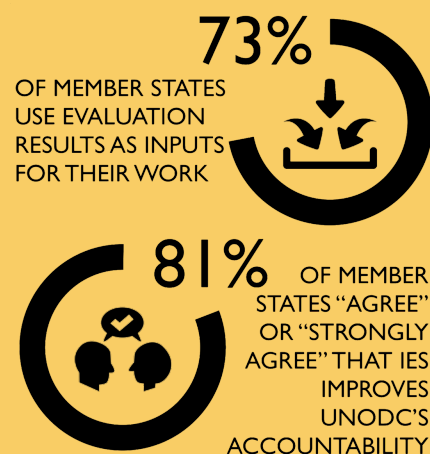 73%
OF MEMBER STATES
USE EVALUATION
RESULTS AS INPUTS
FOR THEIR WORK
81%
OF MEMBER
STATES “AGREE”
OR “STRONGLY
AGREE” THAT IES
IMPROVES
UNODC’S
ACCOUNTABILITY